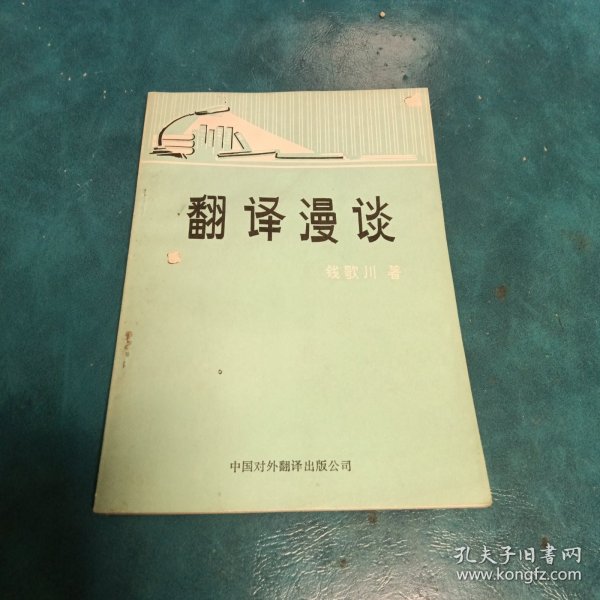 翻译漫谈
钱歌川 著
中国对外翻译出版公司
孔夫子旧书网
www.kongfz.com